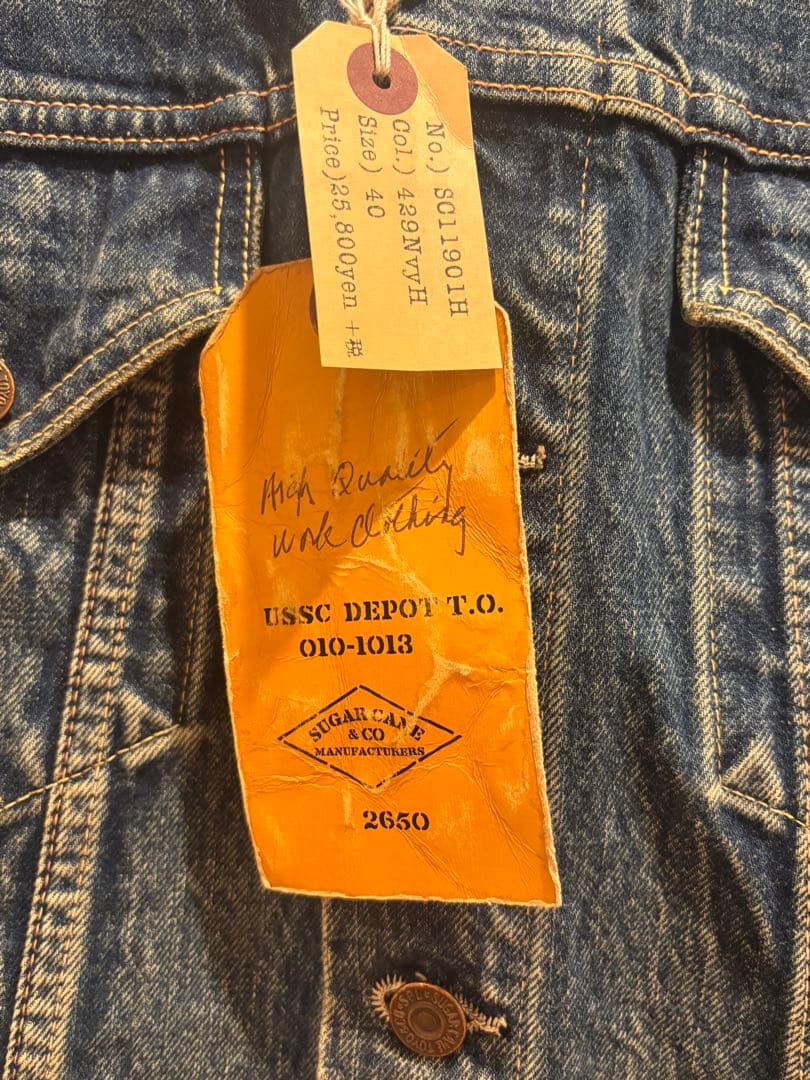 No.) SC11901H
Col.) 429NvyH
Size) 40
Price)25,800yen +税
High Quality
work clothing
USSC DEPOT T.O.
010-1013
SUGAR CANE
& CO
MANUFACTURERS
2650